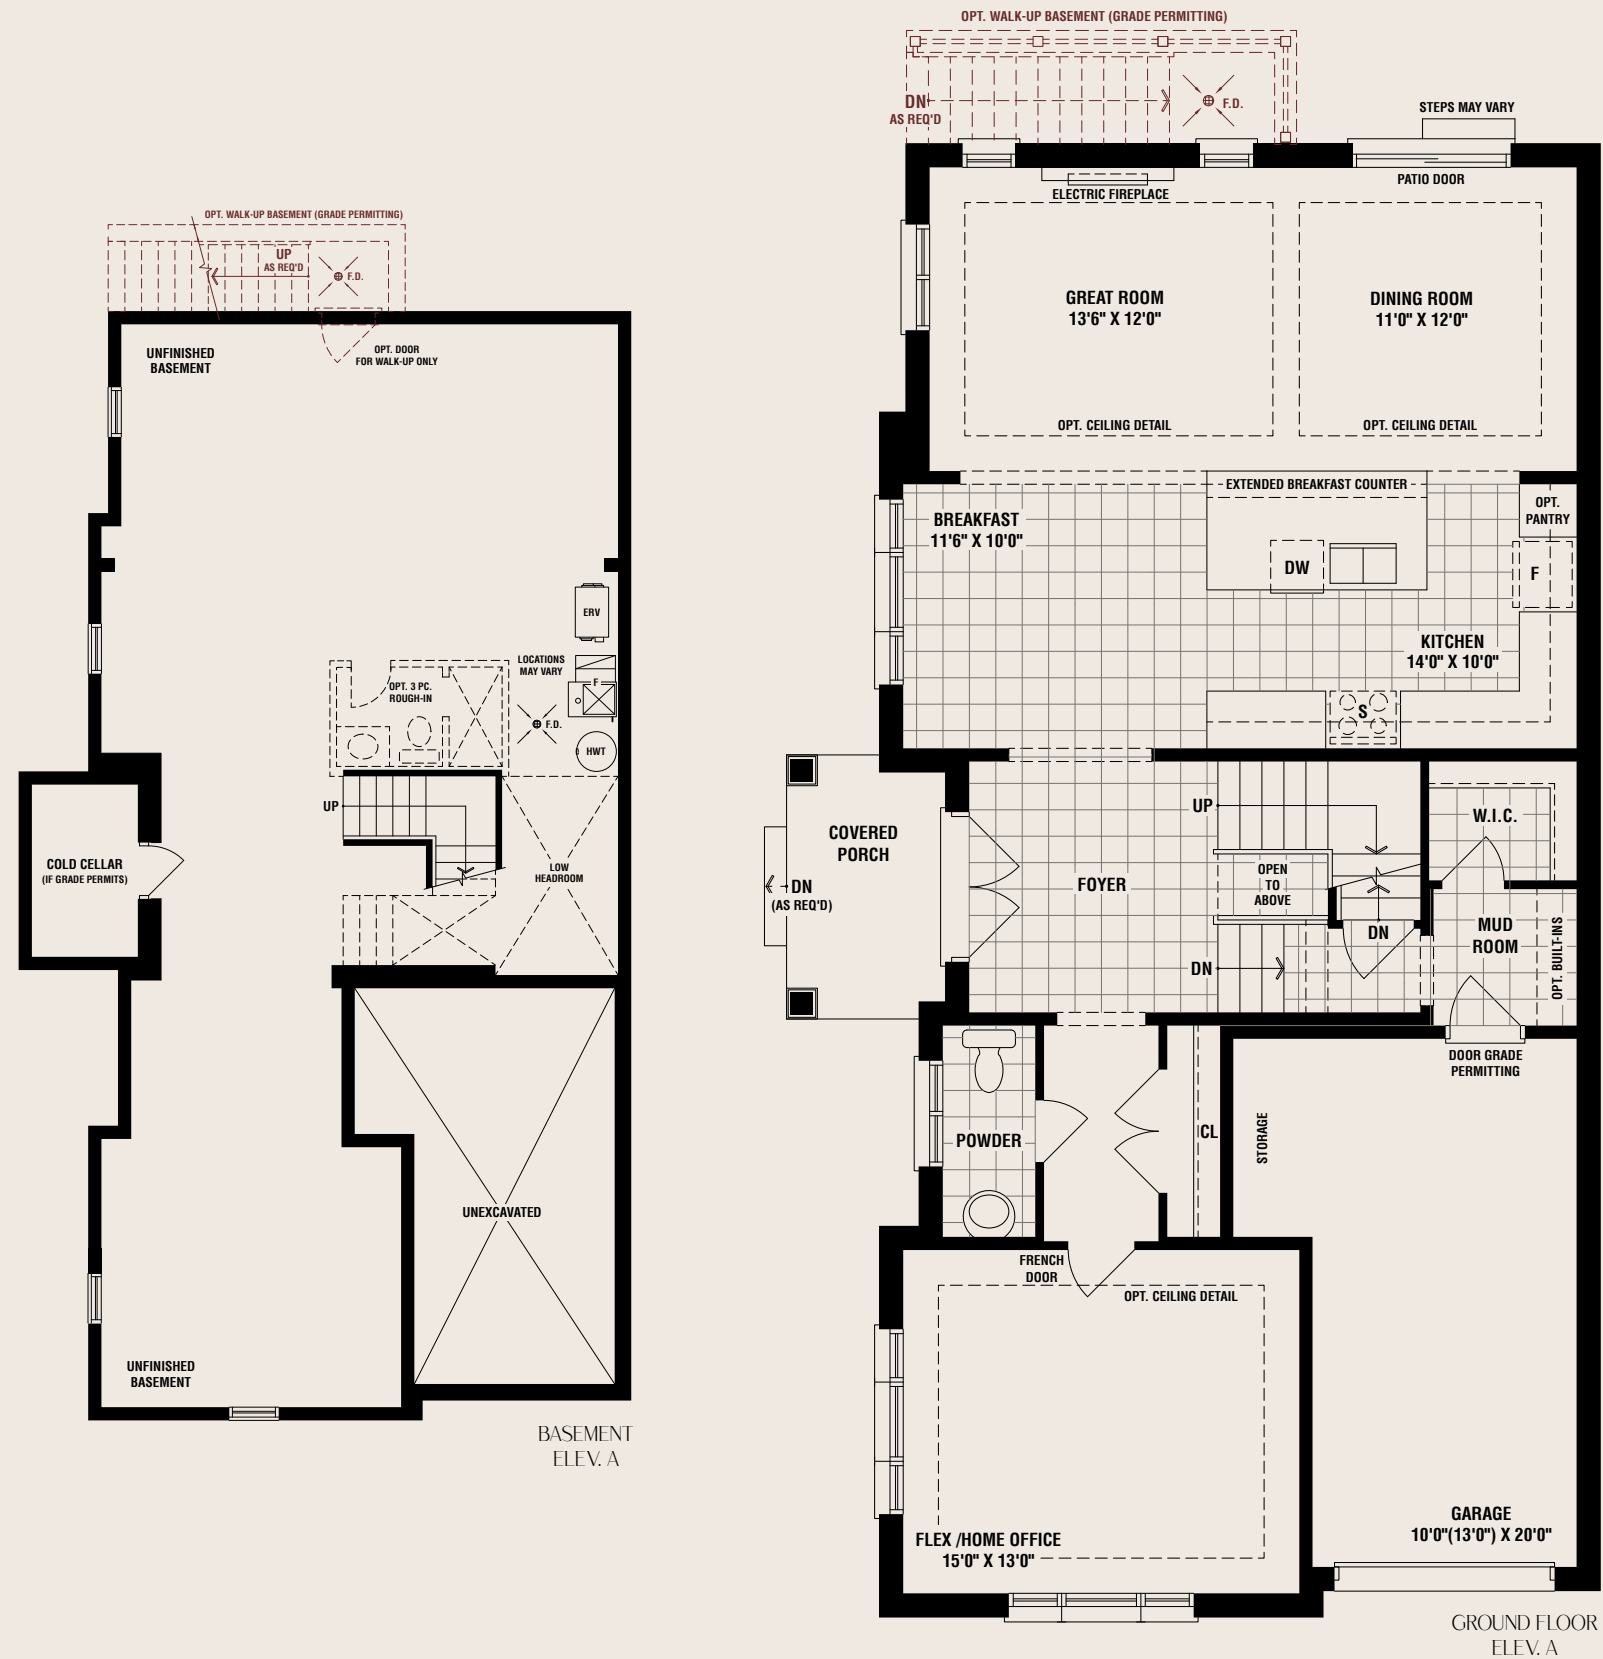 OPT. WALK-UP BASEMENT (GRADE PERMITTING)
UP
AS REQ'D
F.D.
UNFINISHED
BASEMENT
OPT. DOOR
FOR WALK-UP ONLY
ERV
LOCATIONS
MAY VARY
F
OPT. 3 PC.
ROUGH-IN
F.D.
HWT
UP
LOW
HEADROOM
COLD CELLAR
(IF GRADE PERMITS)
UNEXCAVATED
UNFINISHED
BASEMENT
BASEMENT
ELEV. A
OPT. WALK-UP BASEMENT (GRADE PERMITTING)
DN
AS REQ'D
F.D.
STEPS MAY VARY
PATIO DOOR
ELECTRIC FIREPLACE
GREAT ROOM
13'6" X 12'0"
DINING ROOM
11'0" X 12'0"
OPT. CEILING DETAIL
OPT. CEILING DETAIL
EXTENDED BREAKFAST COUNTER
OPT.
PANTRY
BREAKFAST
11'6" X 10'0"
DW
F
KITCHEN
14'0" X 10'0"
S
UP
W.I.C.
COVERED
PORCH
DN
(AS REQ'D)
FOYER
OPEN
TO
ABOVE
DN
MUD
ROOM
OPT. BUILT-INS
DN
DOOR GRADE
PERMITTING
POWDER
CL
STORAGE
FRENCH
DOOR
OPT. CEILING DETAIL
FLEX /HOME OFFICE
15'0" X 13'0"
GARAGE
10'0"(13'0") X 20'0"
GROUND FLOOR
ELEV. A